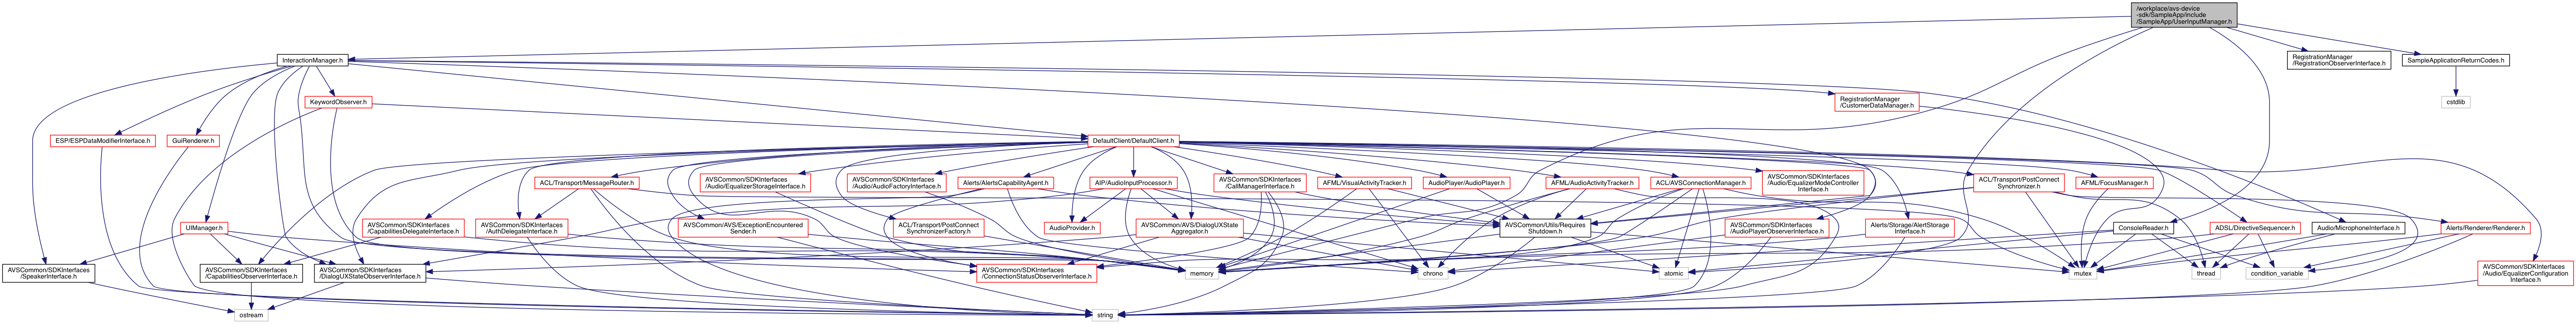 /workplace/avs-device
-sdk/SampleApp/include
/SampleApp/UserInputManager.h
InteractionManager.h
RegistrationManager
/RegistrationObserverInterface.h
SampleApplicationReturnCodes.h
KeywordObserver.h
RegistrationManager
/CustomerDataManager.h
cstdlib
ESP/ESPDataModifierInterface.h
GuiRenderer.h
DefaultClient/DefaultClient.h
AVSCommon/SDKInterfaces
/Audio/EqualizerStorageInterface.h
AVSCommon/SDKInterfaces
/Audio/AudioFactoryInterface.h
ACL/Transport/MessageRouter.h
Alerts/AlertsCapabilityAgent.h
AIP/AudioInputProcessor.h
AVSCommon/SDKInterfaces
/CallManagerInterface.h
AFML/VisualActivityTracker.h
AudioPlayer/AudioPlayer.h
AFML/AudioActivityTracker.h
ACL/AVSConnectionManager.h
AVSCommon/SDKInterfaces
/Audio/EqualizerModeController
Interface.h
ACL/Transport/PostConnect
Synchronizer.h
AFML/FocusManager.h
UIManager.h
AVSCommon/SDKInterfaces
/CapabilitiesDelegateInterface.h
AVSCommon/SDKInterfaces
/AuthDelegateInterface.h
AVSCommon/AVS/ExceptionEncountered
Sender.h
ACL/Transport/PostConnect
SynchronizerFactory.h
AudioProvider.h
AVSCommon/AVS/DialogUXState
Aggregator.h
AVSCommon/Utils/Requires
Shutdown.h
AVSCommon/SDKInterfaces
/AudioPlayerObserverInterface.h
Alerts/Storage/AlertStorage
Interface.h
ConsoleReader.h
ADSL/DirectiveSequencer.h
Audio/MicrophoneInterface.h
Alerts/Renderer/Renderer.h
AVSCommon/SDKInterfaces
/SpeakerInterface.h
AVSCommon/SDKInterfaces
/CapabilitiesObserverInterface.h
AVSCommon/SDKInterfaces
/DialogUXStateObserverInterface.h
AVSCommon/SDKInterfaces
/ConnectionStatusObserverInterface.h
memory
chrono
atomic
mutex
thread
condition_variable
AVSCommon/SDKInterfaces
/Audio/EqualizerConfiguration
Interface.h
ostream
string